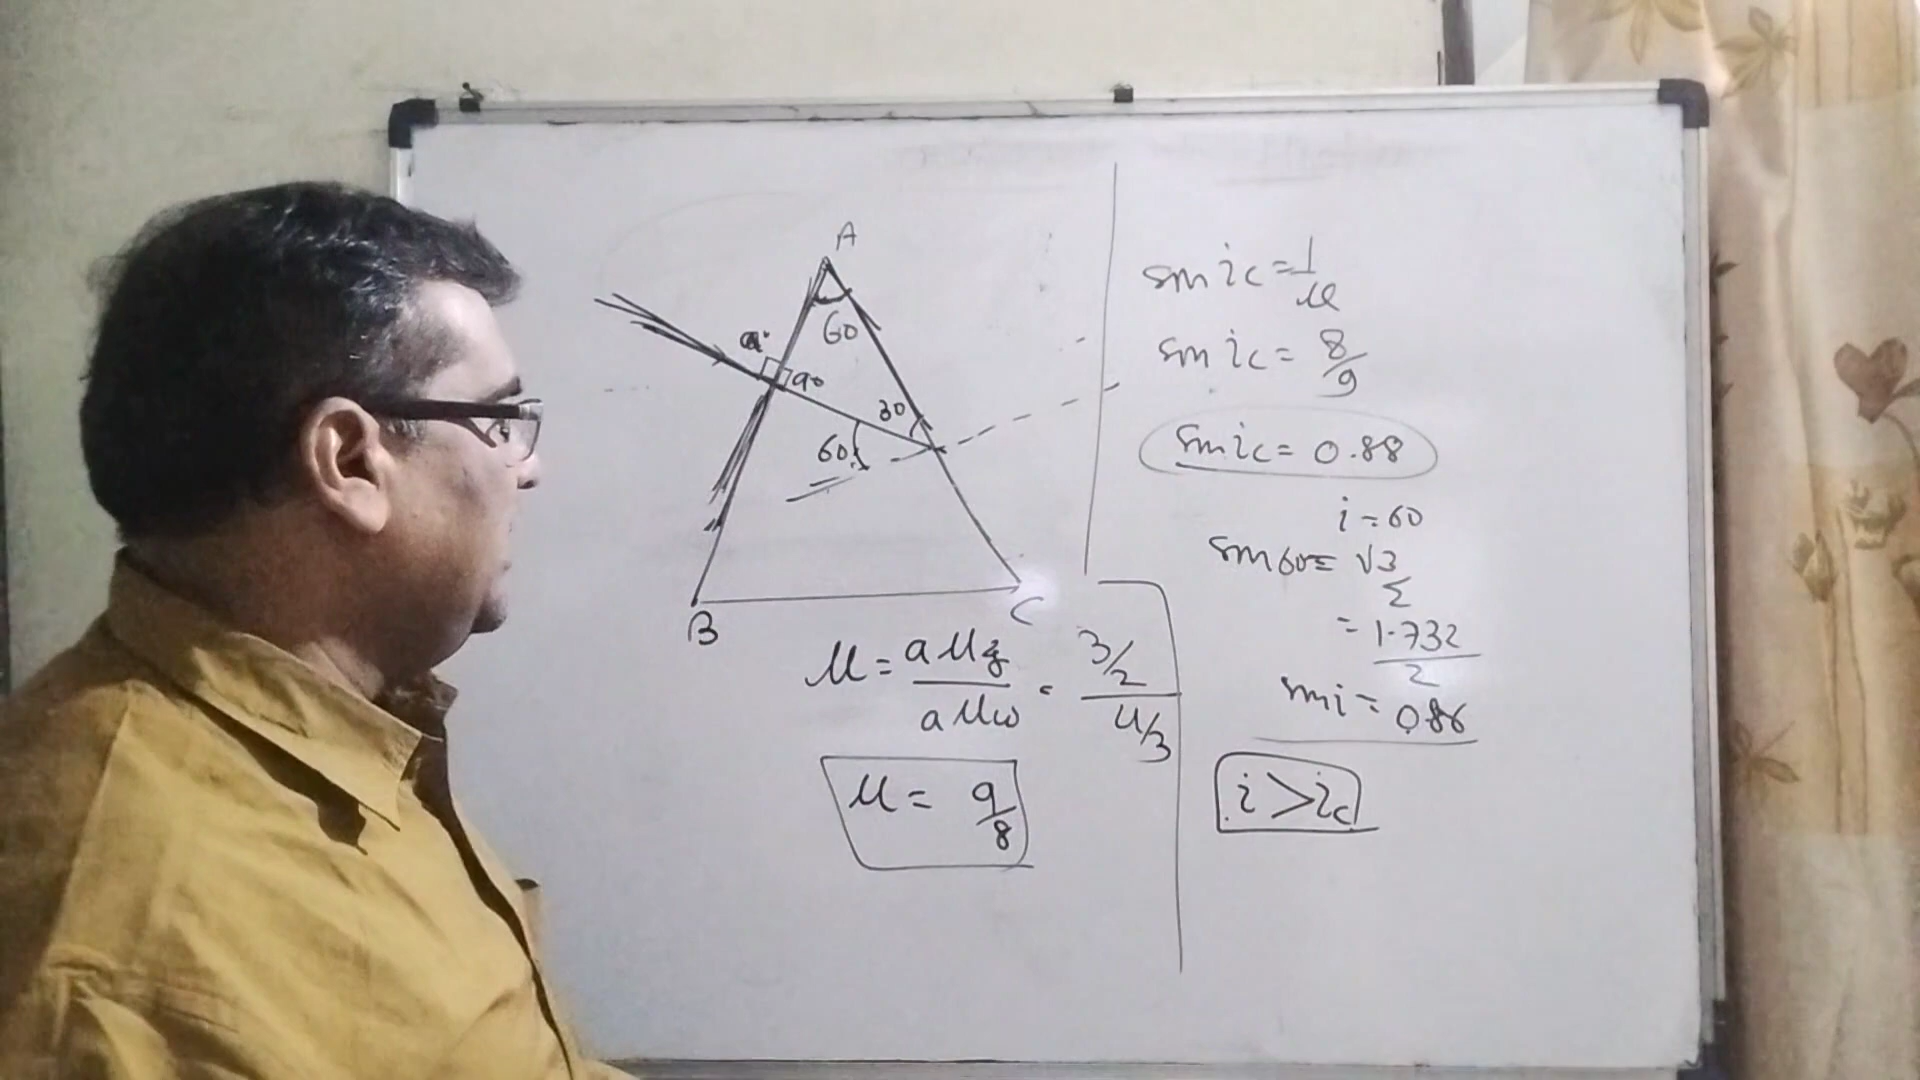 A
60
90
30
60
B
C
μ = aμg / aμw = 3/2 / 4/3
μ = 9/8
sin ic = 1/μ
sin ic = 8/9
sin ic = 0.88
i = 60
sin 60 = √3/2
= 1.732/2
sin i = 0.86
i > ic